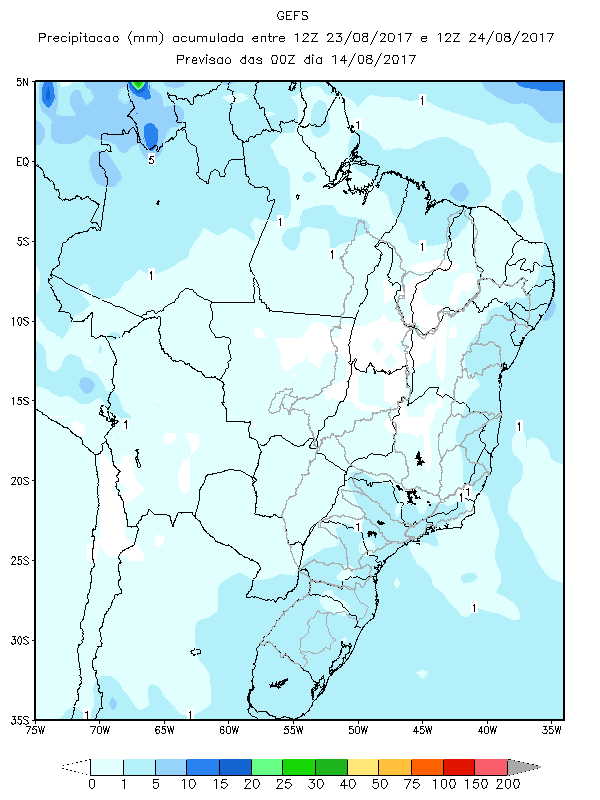 GEFS
Precipitacao (mm) acumulada entre 12Z 23/08/2017 e 12Z 24/08/2017
Previsao das 00Z dia 14/08/2017
5N
1
1
EQ
5
1
5S
1
1
1
10S
15S
1
1
20S
1
1
1
25S
1
30S
35S
1
1
75W 70W 65W 60W 55W 50W 45W 40W 35W
0 1 5 10 15 20 25 30 40 50 75 100 150 200